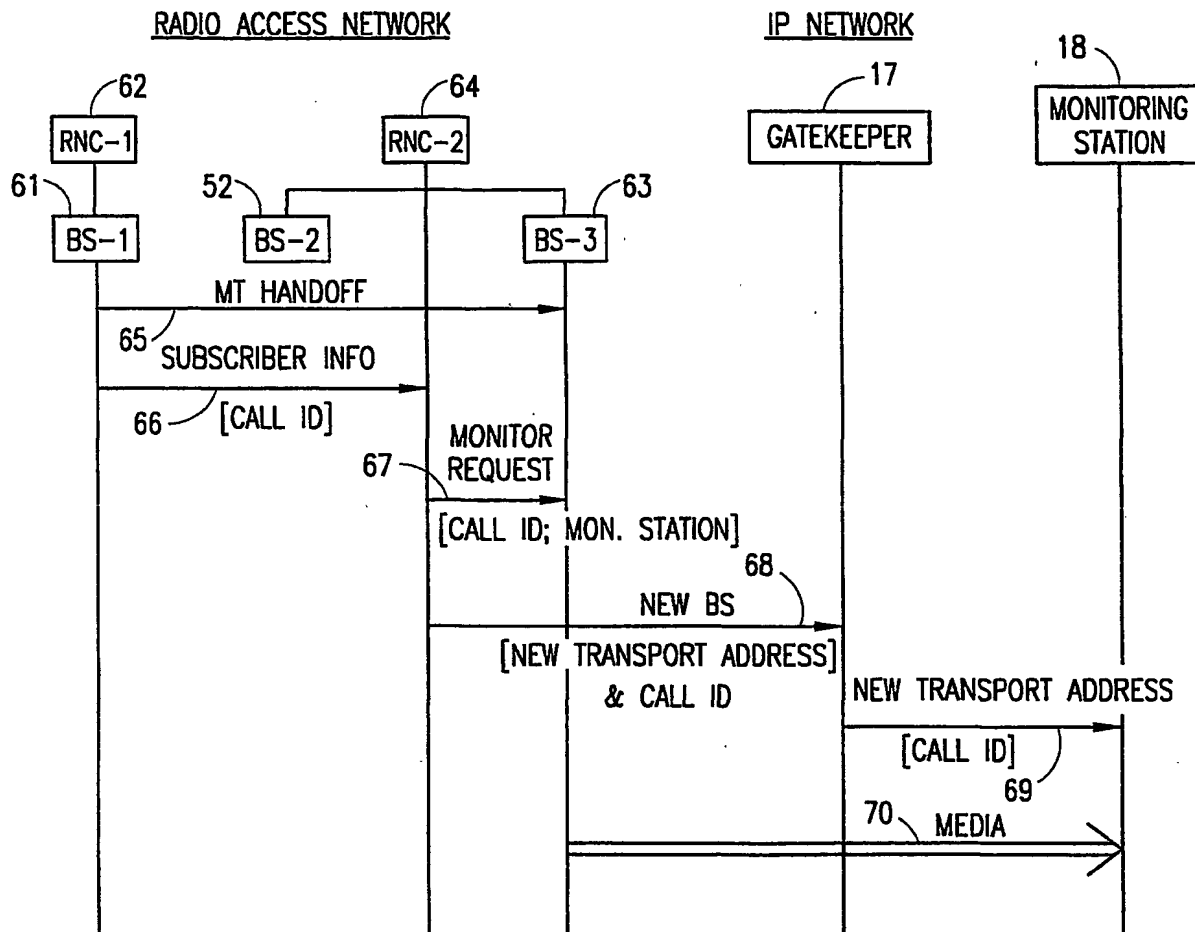 RADIO ACCESS NETWORK
IP NETWORK
62
64
17
18
RNC-1
RNC-2
GATEKEEPER
MONITORING
STATION
61
52
63
BS-1
BS-2
BS-3
MT HANDOFF
65
SUBSCRIBER INFO
66
[CALL ID]
MONITOR
REQUEST
67
[CALL ID; MON. STATION]
68
NEW BS
[NEW TRANSPORT ADDRESS]
& CALL ID
NEW TRANSPORT ADDRESS
[CALL ID]
69
70
MEDIA